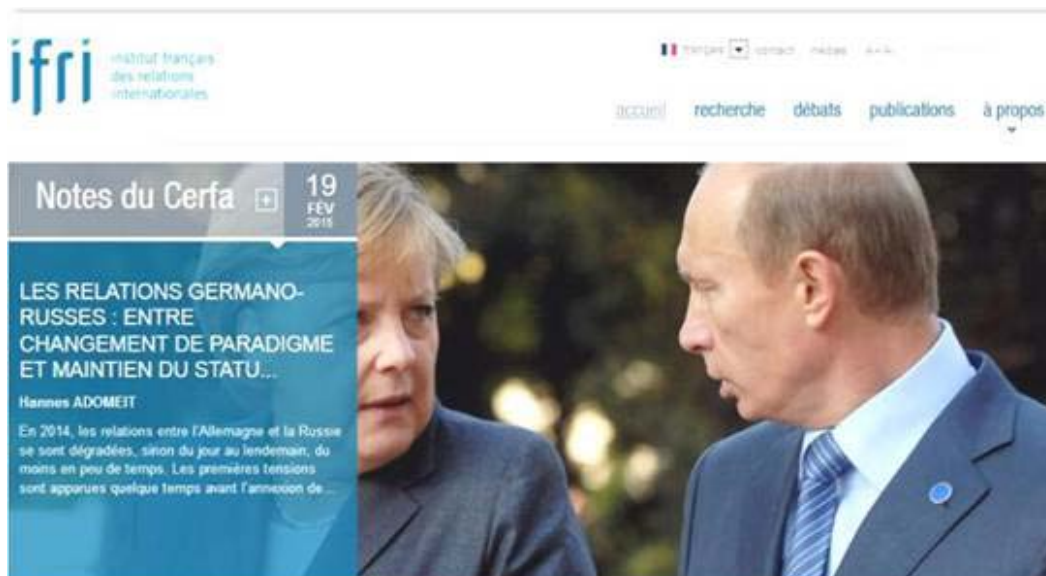 ifri
institut français
des relations
internationales
français contact médias
accueil recherche débats publications à propos
Notes du Cerfa +
19
FÉV
2015
LES RELATIONS GERMANO-
RUSSES : ENTRE
CHANGEMENT DE PARADIGME
ET MAINTIEN DU STATU...
Hannes ADOMEIT
En 2014, les relations entre l'Allemagne et la Russie
se sont dégradées, sinon du jour au lendemain, du
moins en peu de temps. Les premières tensions
sont apparues quelque temps avant l'annexion de...